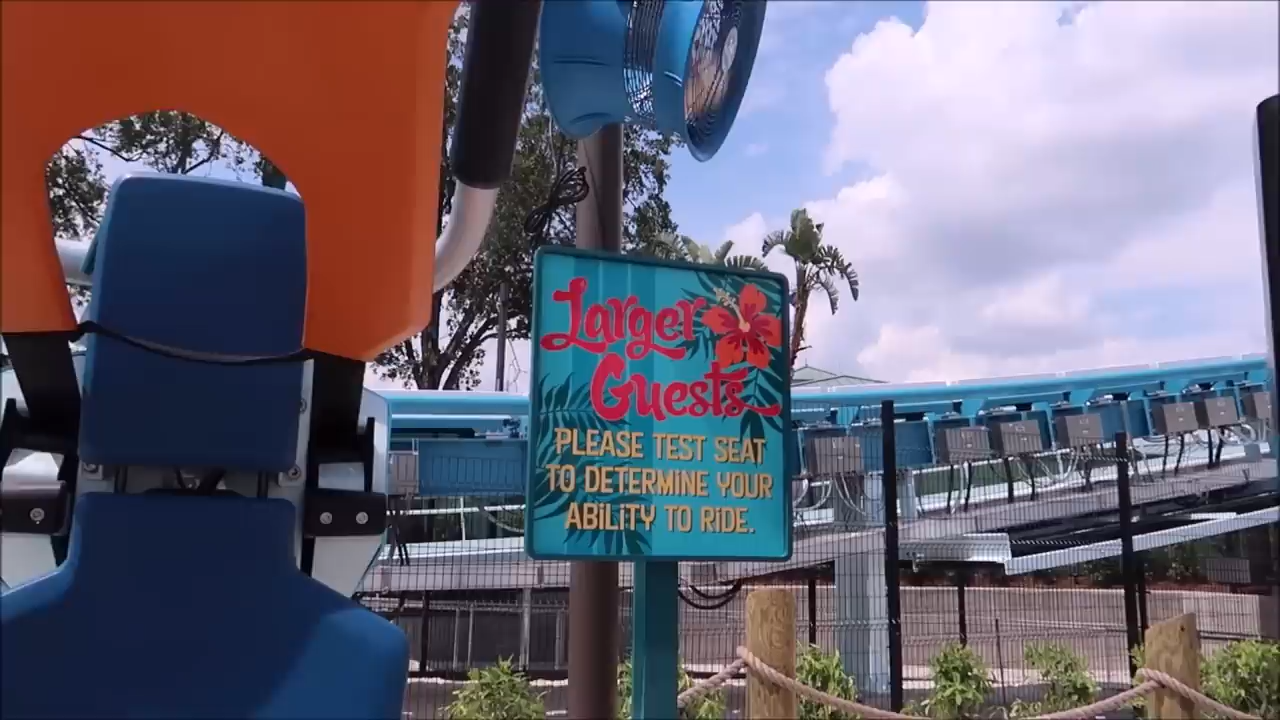 Larger
Guests
PLEASE TEST SEAT
TO DETERMINE YOUR
ABILITY TO RIDE.